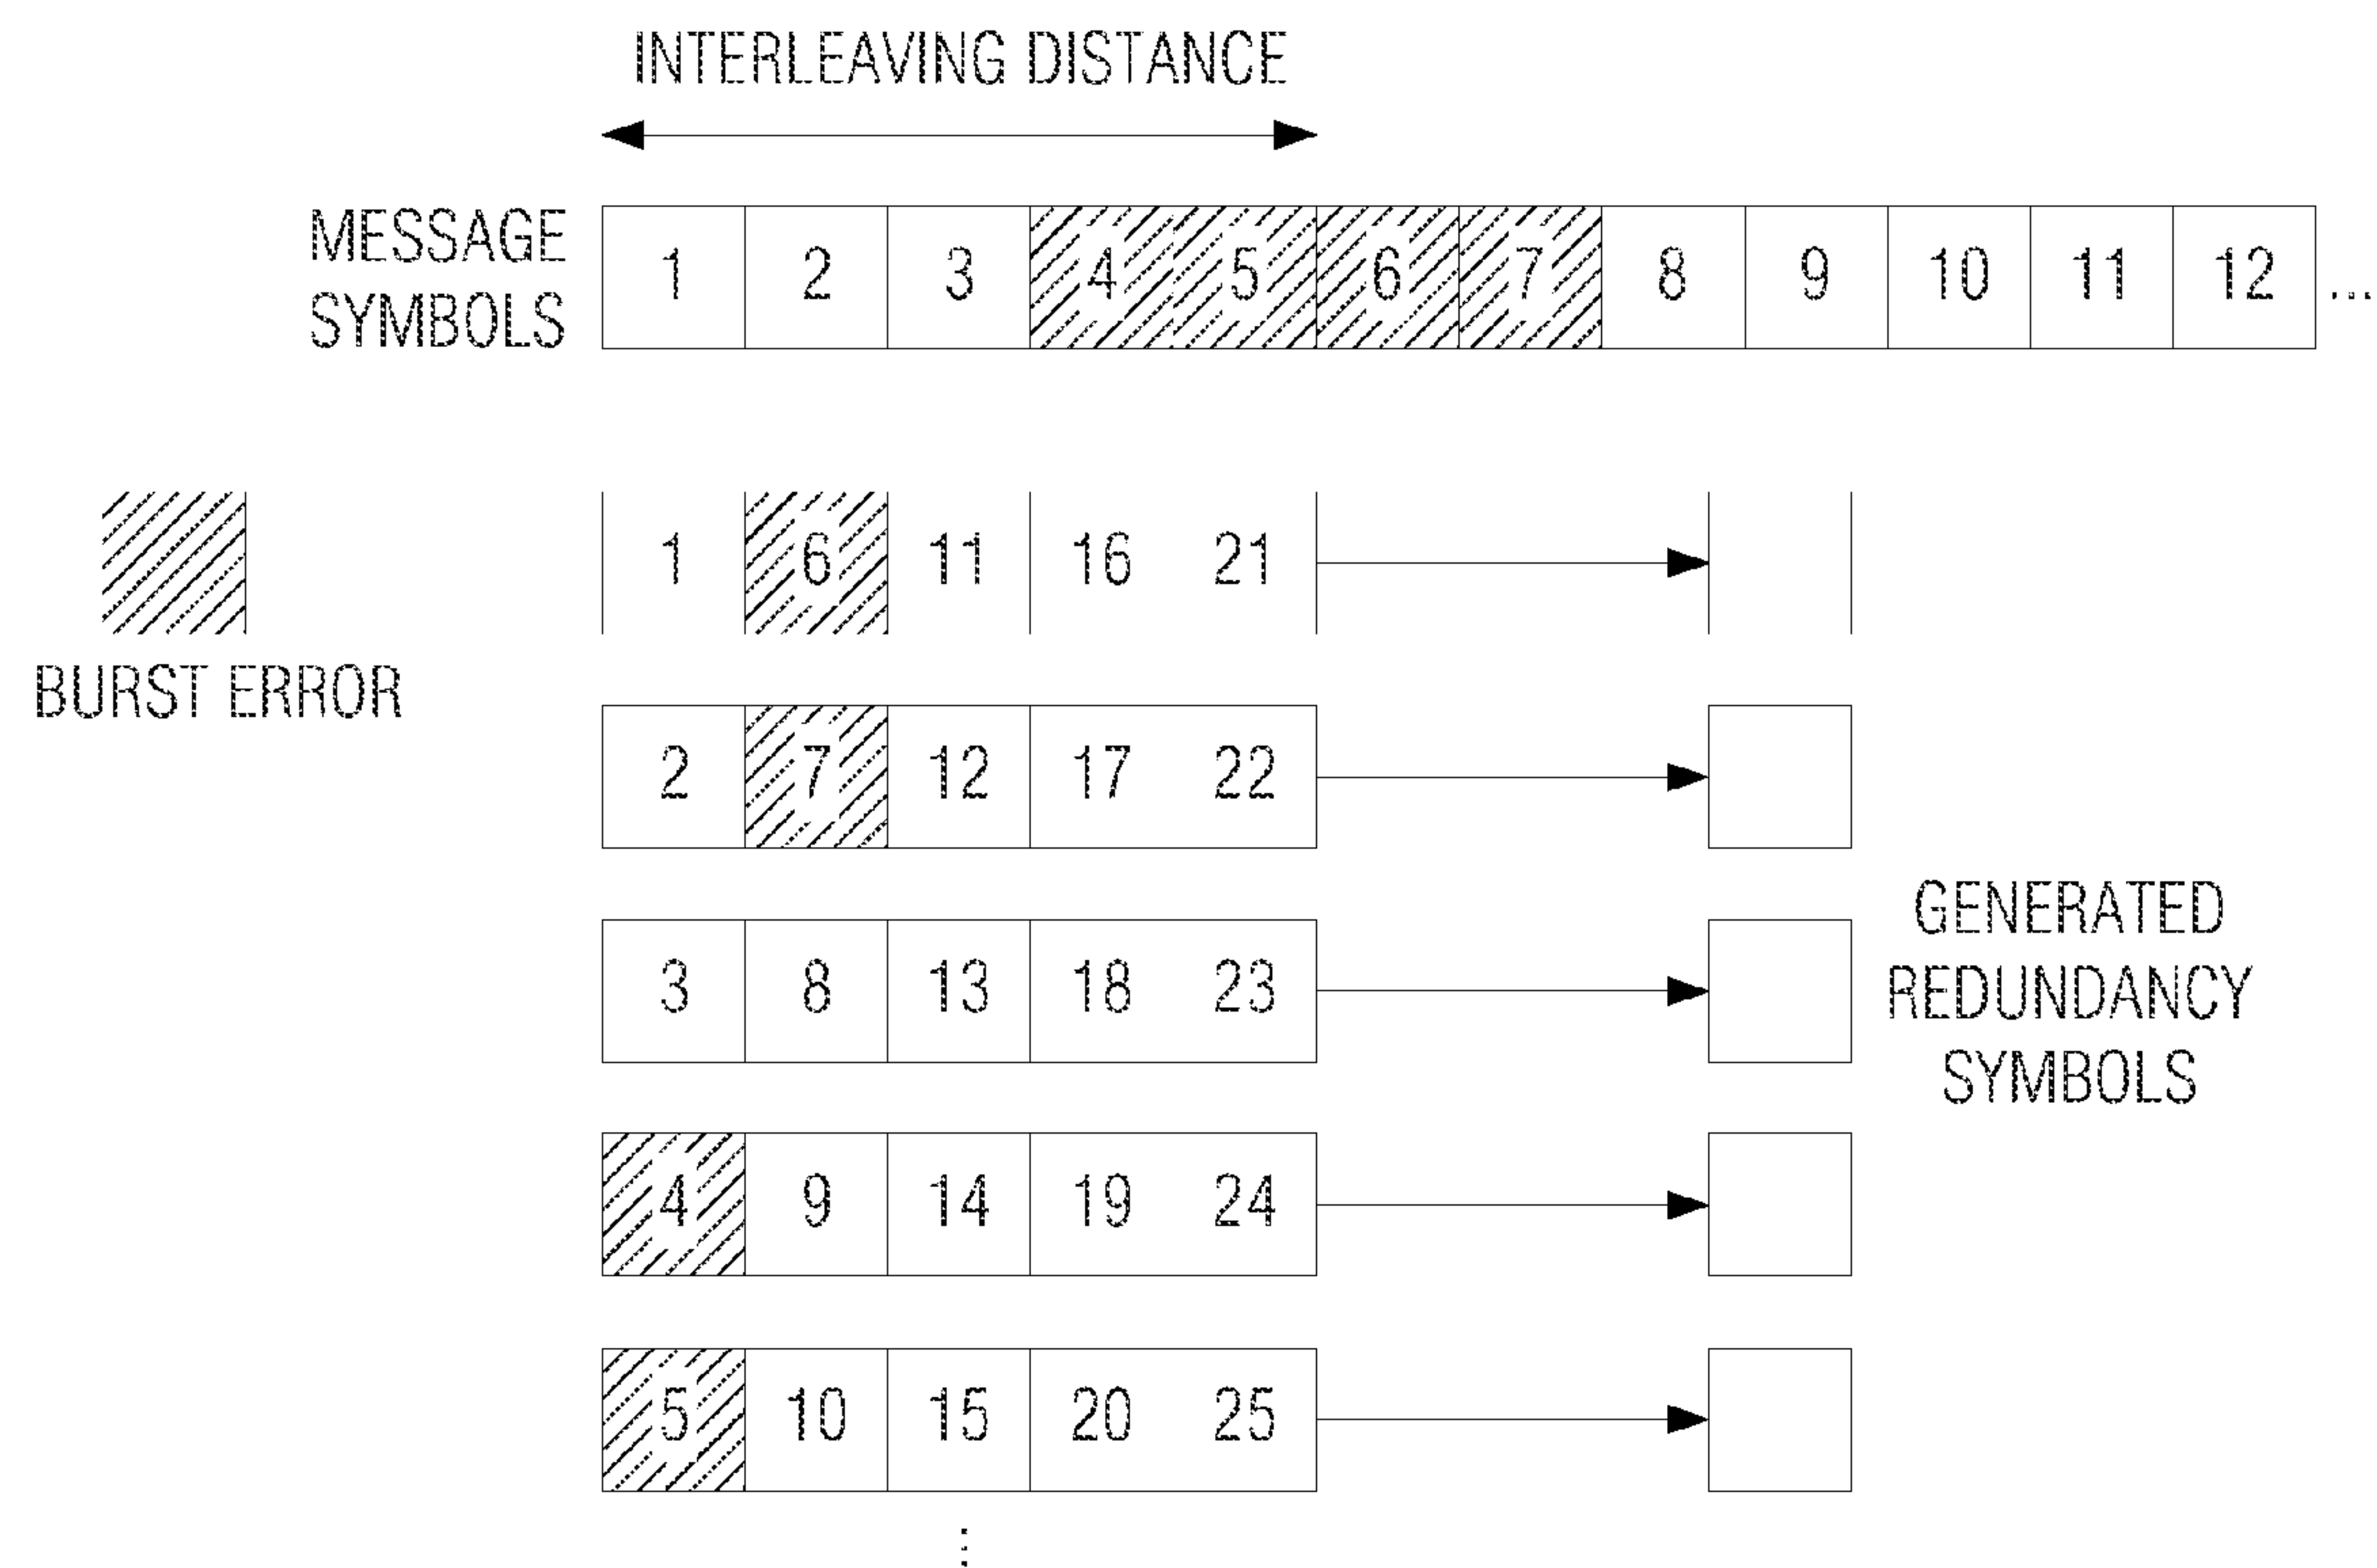 INTERLEAVING DISTANCE
MESSAGE
SYMBOLS
1 2 3 4 5 6 7 8 9 10 11 12 ...
1 6 11 16 21
BURST ERROR
2 7 12 17 22
3 8 13 18 23
GENERATED
REDUNDANCY
SYMBOLS
4 9 14 19 24
5 10 15 20 25
⋮